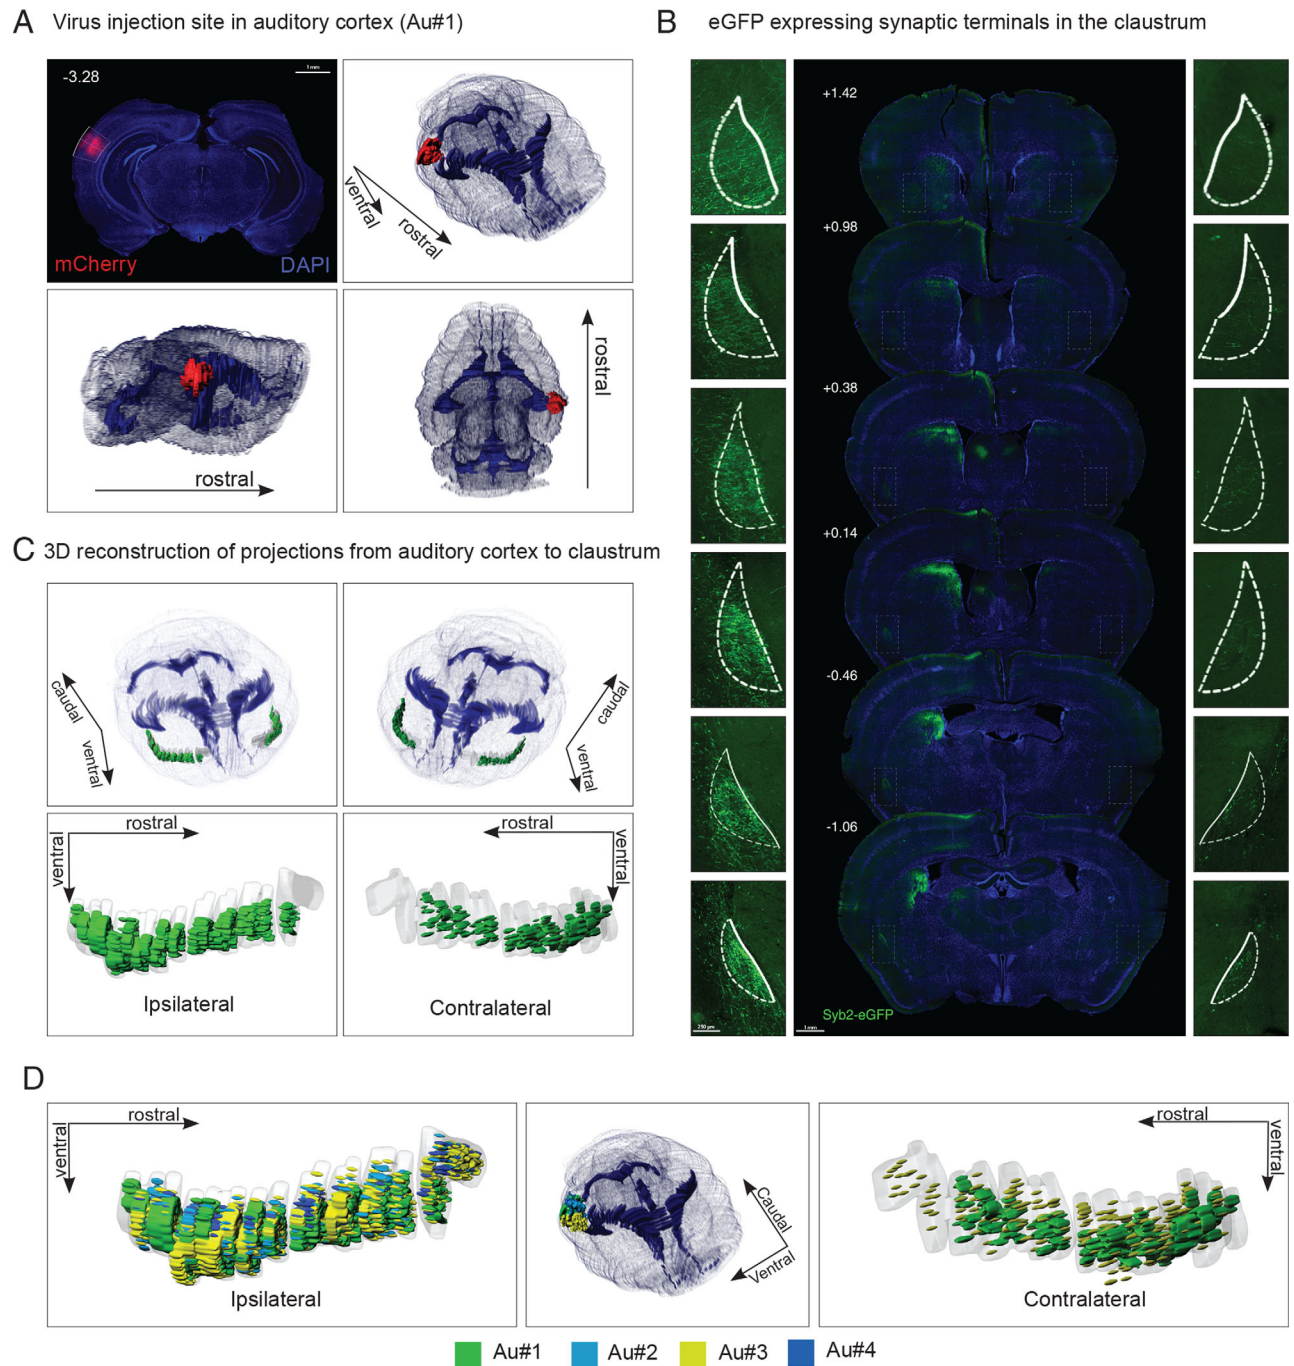 A Virus injection site in auditory cortex (Au#1)
-3.28
1 mm
mCherry
DAPI
ventral
rostral
rostral
rostral
B eGFP expressing synaptic terminals in the claustrum
+1.42
+0.98
+0.38
+0.14
-0.46
-1.06
250 μm
Syb2-eGFP
1 mm
C 3D reconstruction of projections from auditory cortex to claustrum
caudal
ventral
caudal
ventral
rostral
ventral
Ipsilateral
rostral
ventral
Contralateral
D
rostral
ventral
Ipsilateral
Caudal
Ventral
rostral
ventral
Contralateral
Au#1 Au#2 Au#3 Au#4